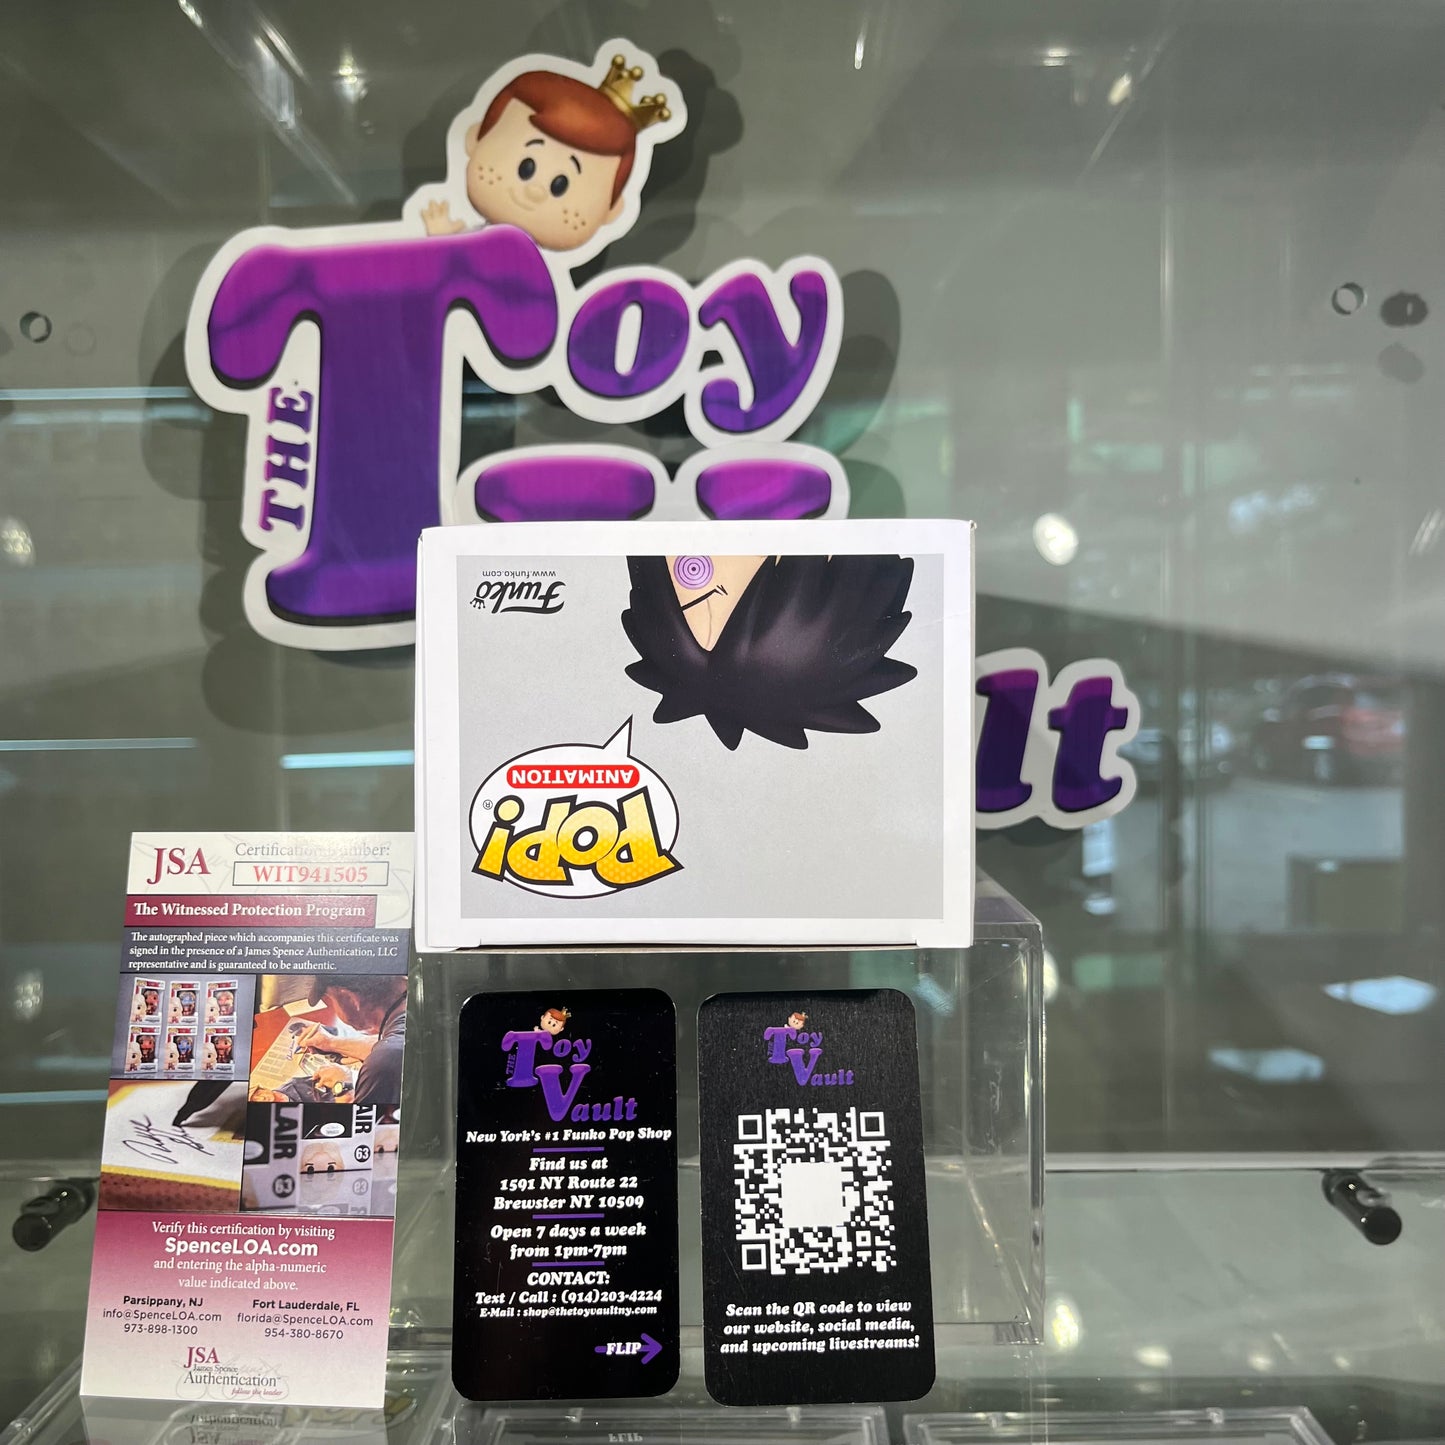 THE
Toy
lt
Funko
www.funko.com
ANIMATION
POP!
®
JSA
Certification Number:
WIT941505
The Witnessed Protection Program
The autographed piece which accompanies this certificate was
signed in the presence of a James Spence Authentication, LLC
representative and is guaranteed to be authentic.
LAIR 63
AIR 63
63
Verify this certification by visiting
SpenceLOA.com
and entering the alpha-numeric
value indicated above.
Parsippany, NJ
info@SpenceLOA.com
973-898-1300
Fort Lauderdale, FL
florida@SpenceLOA.com
954-380-8670
JSA
James Spence
Authentication
follow the leader
THE
Toy
Vault
New York's #1 Funko Pop Shop
Find us at
1591 NY Route 22
Brewster NY 10509
Open 7 days a week
from 1pm-7pm
CONTACT:
Text / Call : (914)203-4224
E-Mail : shop@thetoyvaultny.com
FLIP
THE
Toy
Vault
Scan the QR code to view
our website, social media,
and upcoming livestreams!